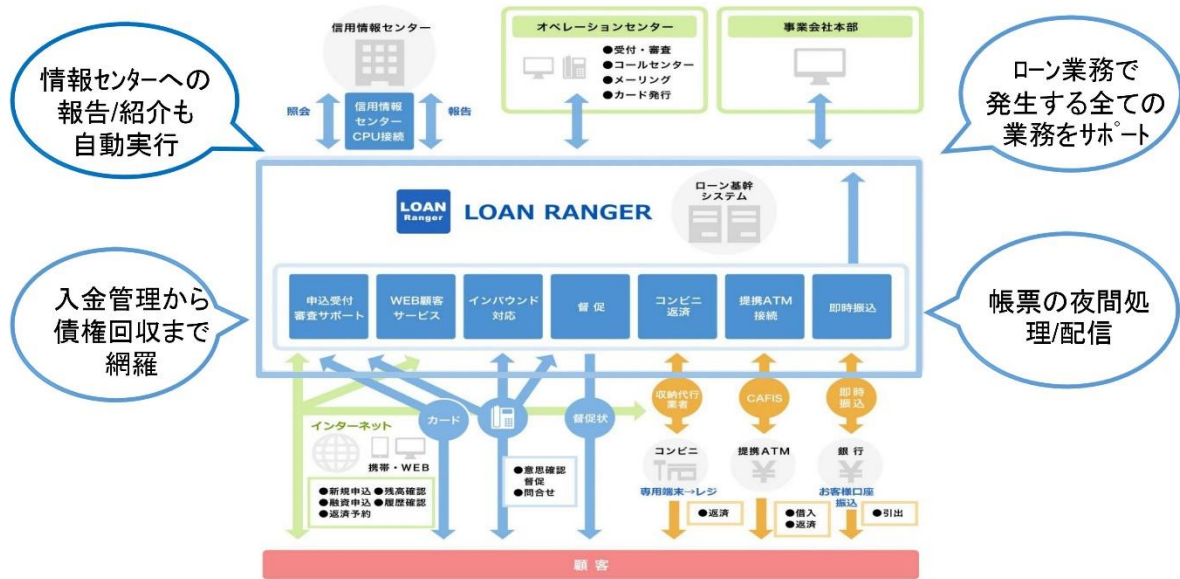 情報ｾﾝﾀｰへの
報告/紹介も
自動実行
信用情報センター
照会
信用情報
センター
CPU接続
報告
オペレーションセンター
●受付・審査
●コールセンター
●メーリング
●カード発行
事業会社本部
ﾛｰﾝ業務で
発生する全ての
業務をｻﾎﾟｰﾄ
LOAN
Ranger
LOAN RANGER
ローン基幹
システム
入金管理から
債権回収まで
網羅
申込受付
審査サポート
WEB顧客
サービス
インバウンド
対応
督促
コンビニ
返済
提携ATM
接続
即時振込
帳票の夜間処
理/配信
カード
督促状
収納代行
業者
CAFIS
即時
振込
インターネット
携帯・WEB
●新規申込 ●残高確認
●融資申込 ●履歴確認
●返済予約
●意思確認
督促
●問合せ
コンビニ
専用端末→レジ
●返済
提携ATM
●借入
●返済
銀行
お客様口座
振込
●引出
顧客